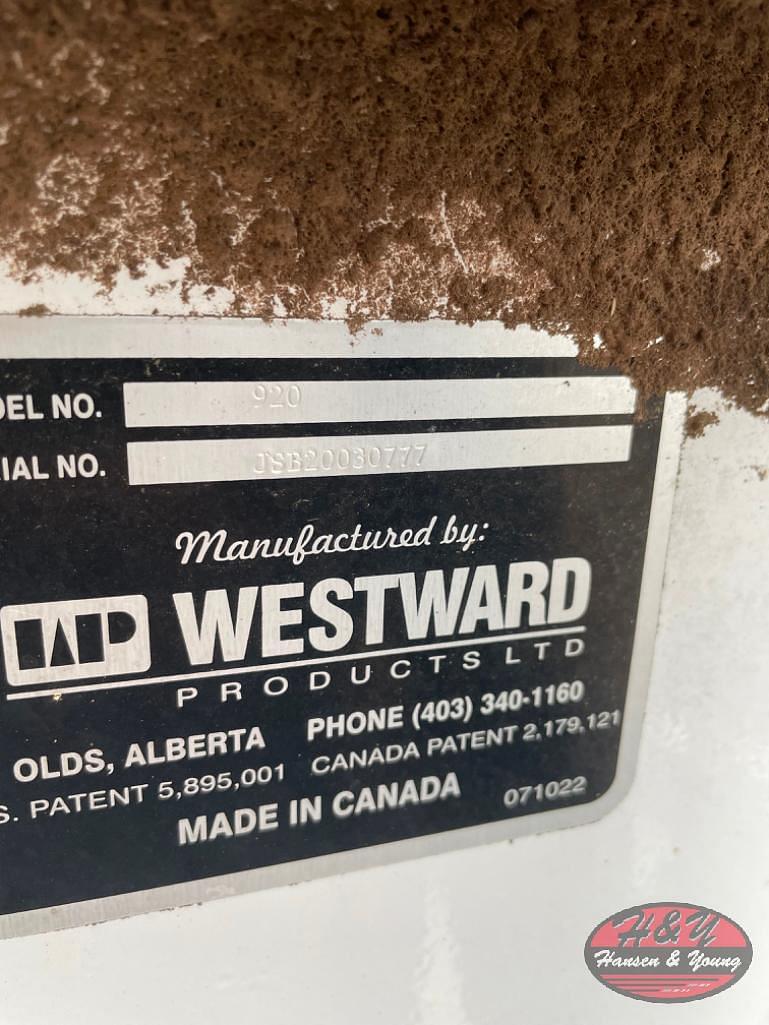 DEL NO. 920
IAL NO. JSB20030777
Manufactured by:
WESTWARD
PRODUCTS LTD
OLDS, ALBERTA PHONE (403) 340-1160
S. PATENT 5,895,001 CANADA PATENT 2,179,121
MADE IN CANADA 071022
H&Y
Hansen & Young